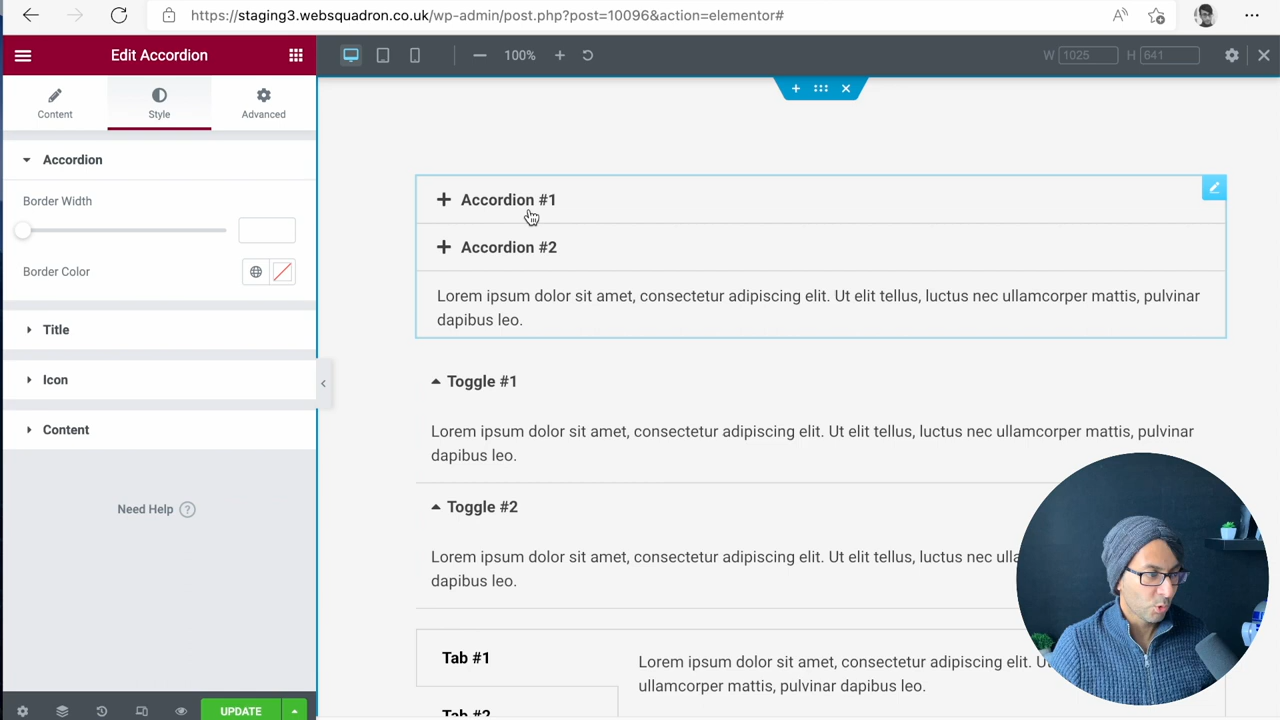 https://staging3.websquadron.co.uk/wp-admin/post.php?post=10096&action=elementor#
Edit Accordion
100%
W 1025 H 641
Content
Style
Advanced
Accordion
Border Width
Border Color
Title
Icon
Content
Need Help ?
UPDATE
Accordion #1
Accordion #2
Lorem ipsum dolor sit amet, consectetur adipiscing elit. Ut elit tellus, luctus nec ullamcorper mattis, pulvinar
dapibus leo.
Toggle #1
Lorem ipsum dolor sit amet, consectetur adipiscing elit. Ut elit tellus, luctus nec ullamcorper mattis, pulvinar
dapibus leo.
Toggle #2
Lorem ipsum dolor sit amet, consectetur adipiscing elit. Ut elit tellus, luctus nec
dapibus leo.
Tab #1
Lorem ipsum dolor sit amet, consectetur adipiscing elit.
ullamcorper mattis, pulvinar dapibus leo.
Tab #2